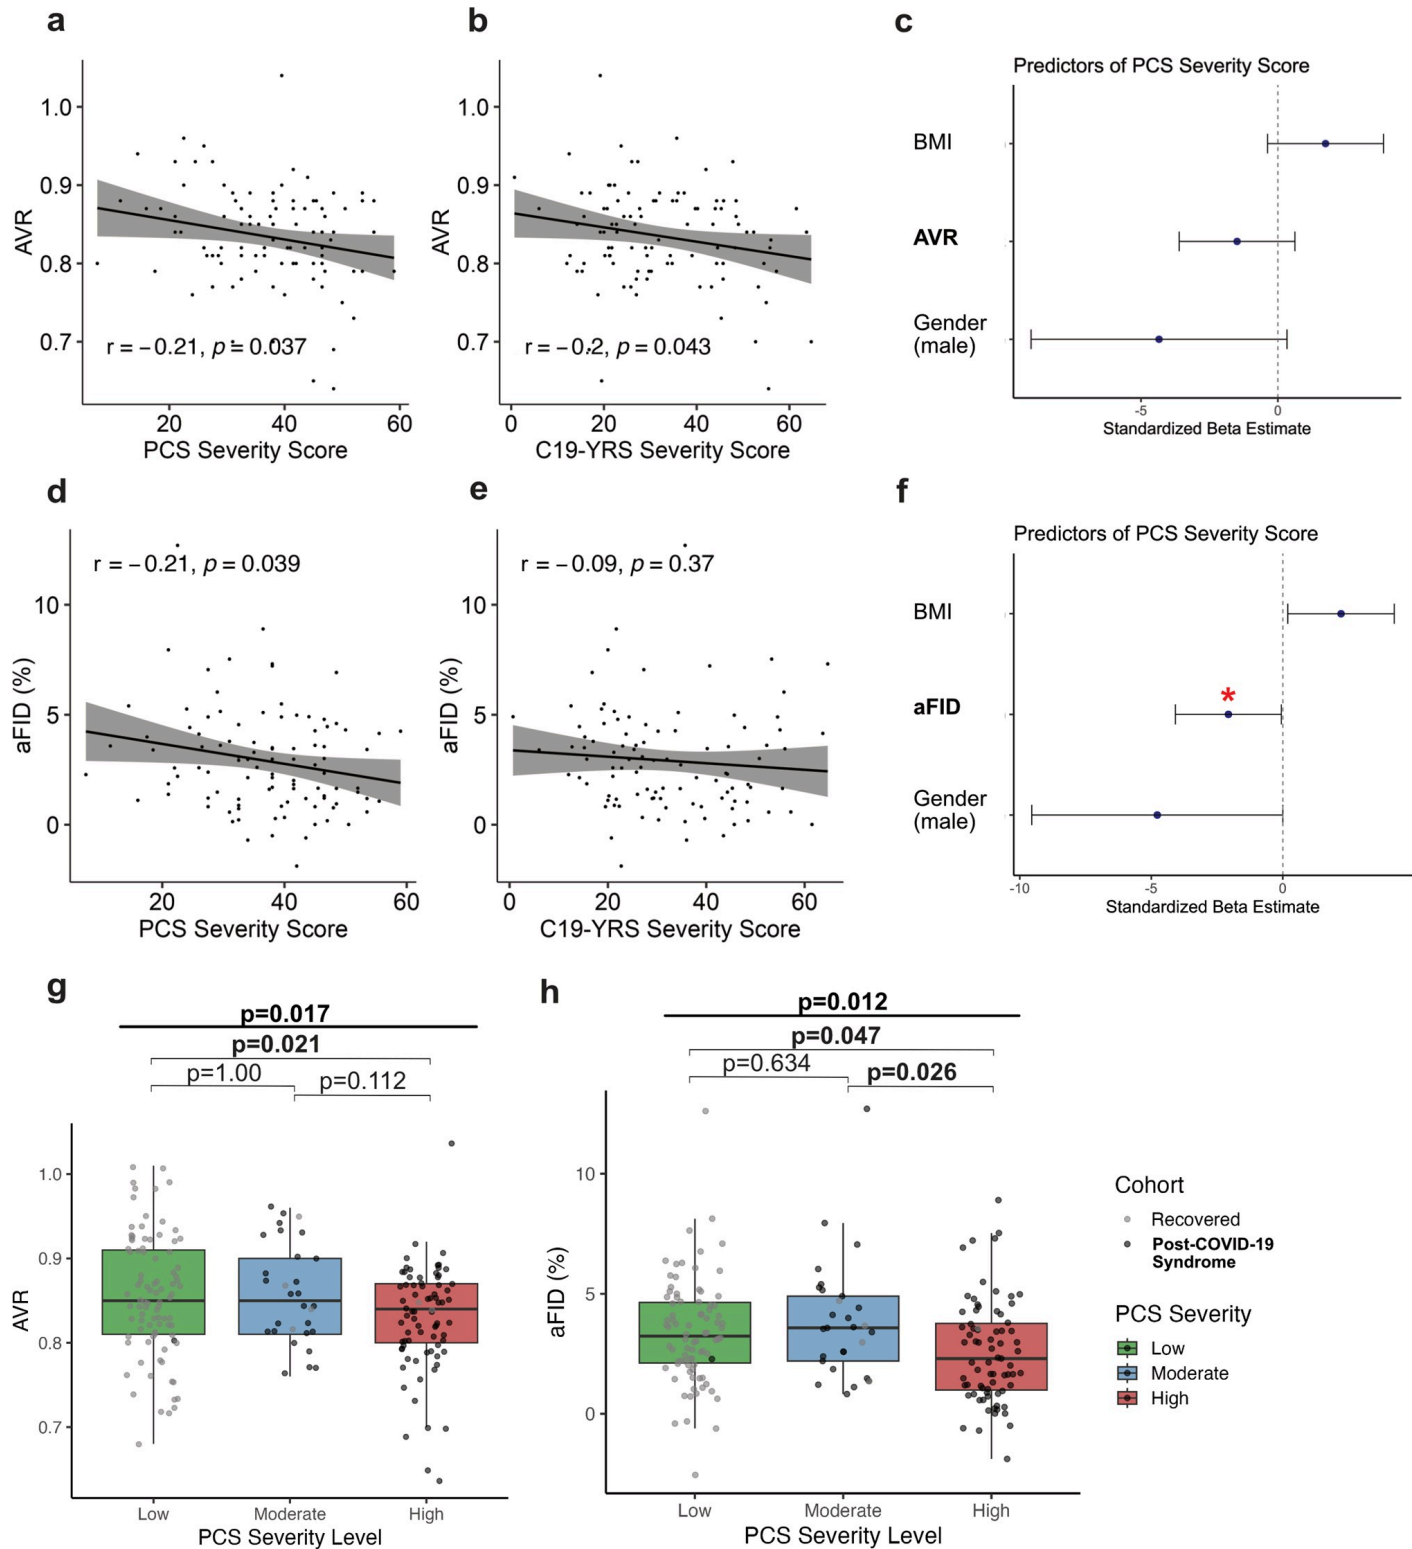 a
1.0
0.9
0.8
0.7
AVR
r = −0.21, p = 0.037
20 40 60
PCS Severity Score
b
1.0
0.9
0.8
0.7
AVR
r = −0.2, p = 0.043
0 20 40 60
C19-YRS Severity Score
c
Predictors of PCS Severity Score
BMI
AVR
Gender
(male)
-5 0
Standardized Beta Estimate
d
r = −0.21, p = 0.039
10
5
0
aFID (%)
20 40 60
PCS Severity Score
e
r = −0.09, p = 0.37
10
5
0
aFID (%)
0 20 40 60
C19-YRS Severity Score
f
Predictors of PCS Severity Score
BMI
*
aFID
Gender
(male)
-10 -5 0
Standardized Beta Estimate
g
p=0.017
p=0.021
p=1.00 p=0.112
1.0
0.9
0.8
0.7
AVR
Low Moderate High
PCS Severity Level
h
p=0.012
p=0.047
p=0.634 p=0.026
10
5
0
aFID (%)
Low Moderate High
PCS Severity Level
Cohort
Recovered
Post-COVID-19
Syndrome
PCS Severity
Low
Moderate
High